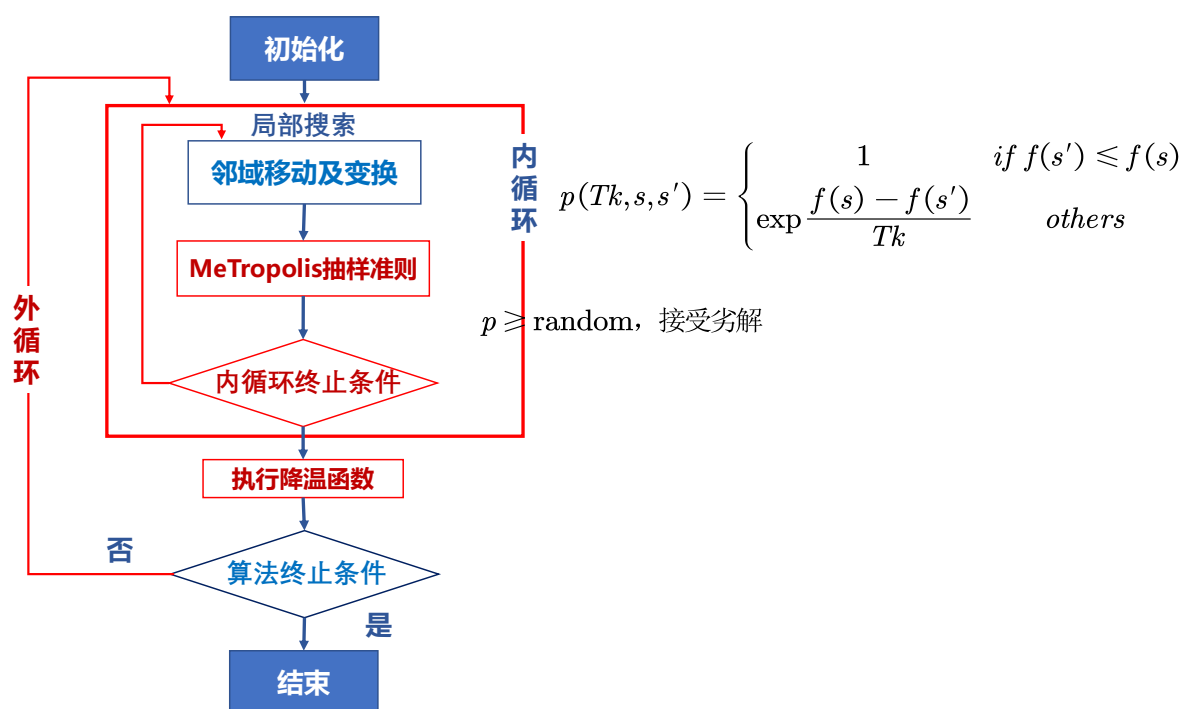 初始化
局部搜索
邻域移动及变换
MeTropolis抽样准则
内循环终止条件
内循环
外循环
执行降温函数
否
算法终止条件
是
结束
p(Tk,s,s′) = { 1 if f(s′) ⩽ f(s)
exp (f(s) − f(s′))/Tk others
p ⩾ random，接受劣解